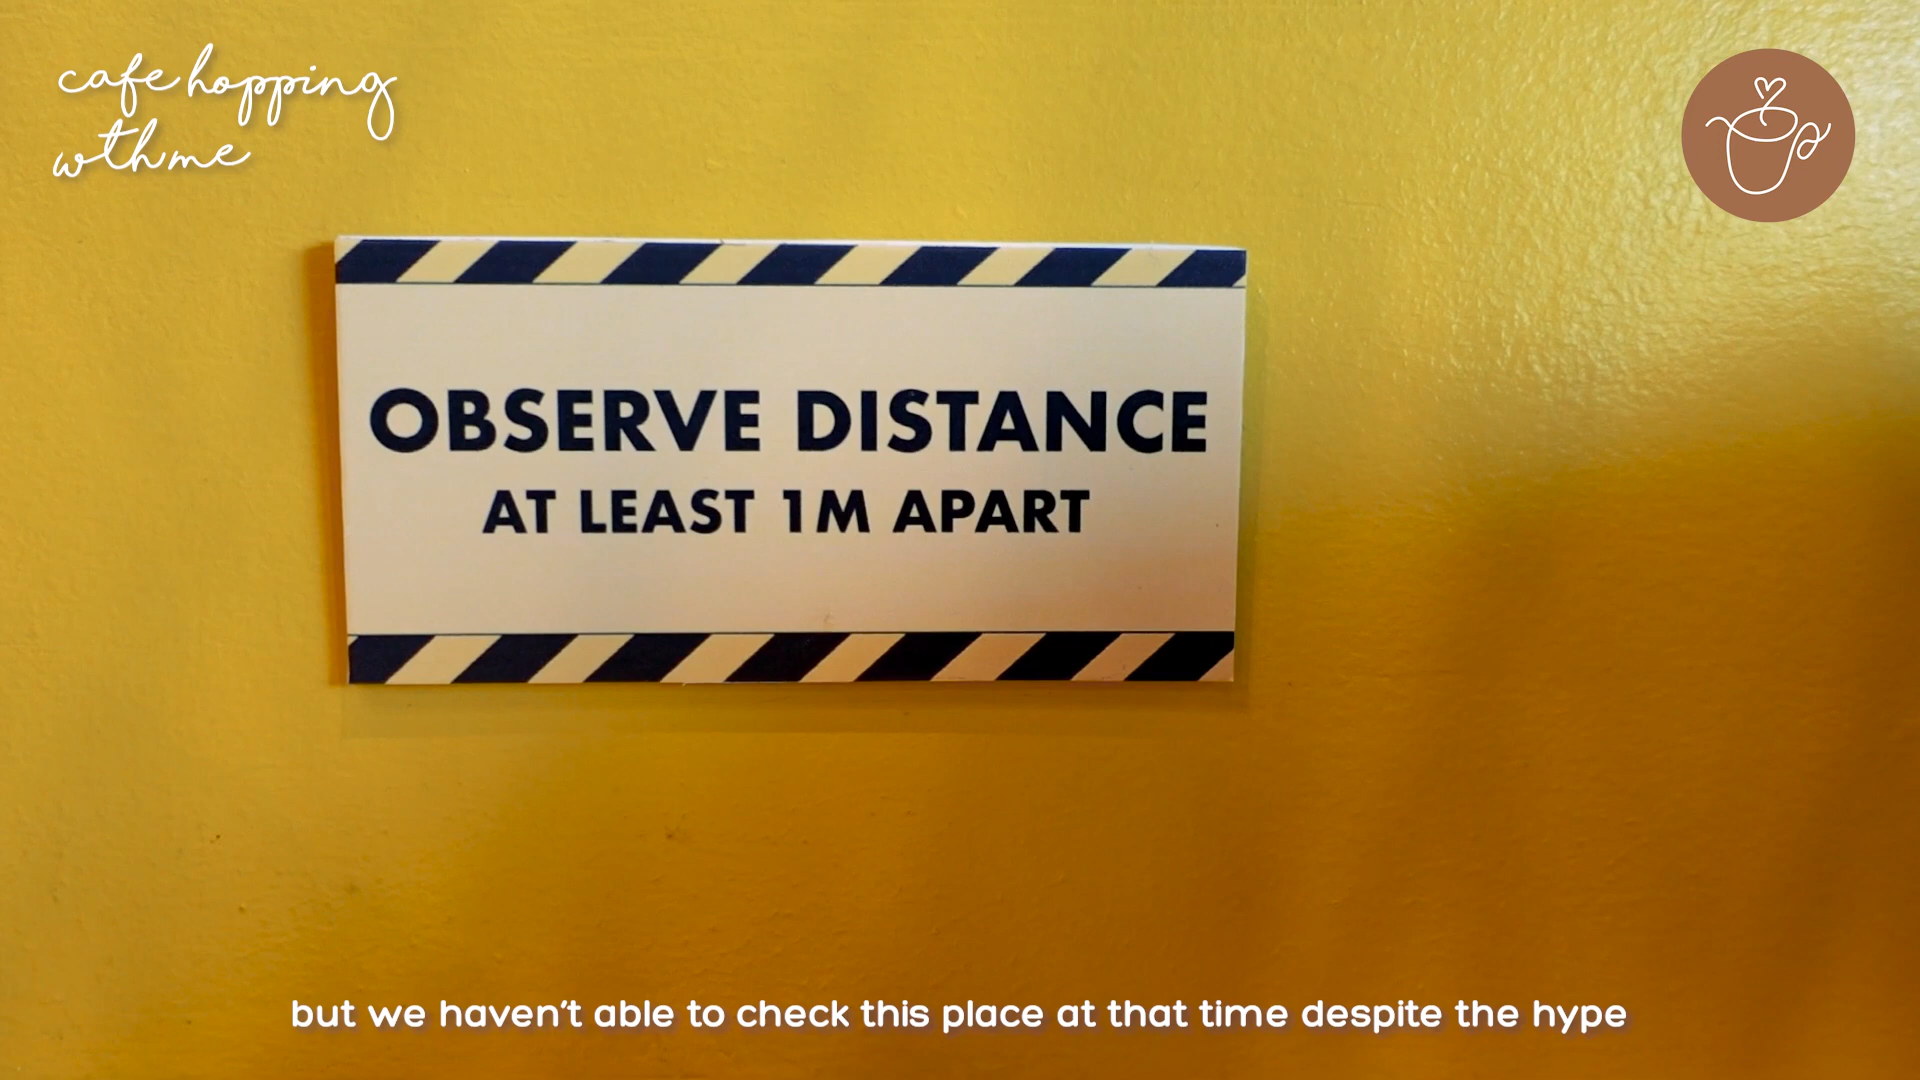 cafe hopping
wthme
OBSERVE DISTANCE
AT LEAST 1M APART
but we haven't able to check this place at that time despite the hype